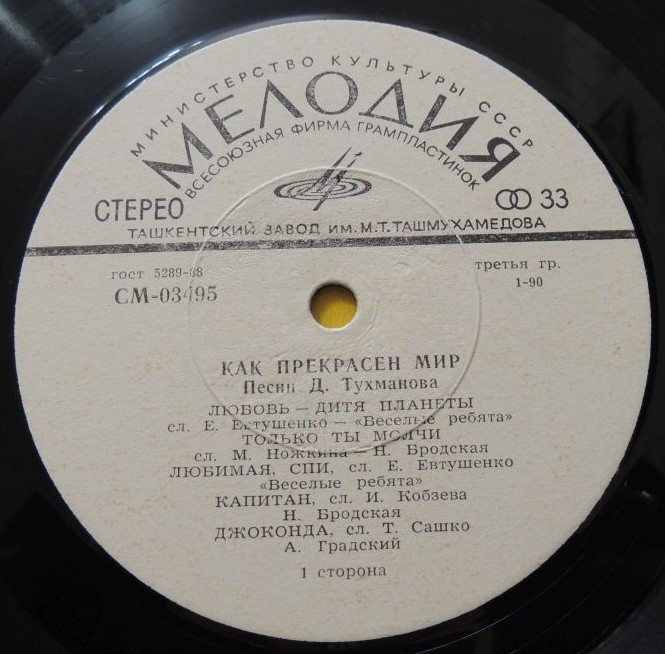 МИНИСТЕРСТВО КУЛЬТУРЫ СССР
МЕЛОДИЯ
ВСЕСОЮЗНАЯ ФИРМА ГРАМПЛАСТИНОК
СТЕРЕО 33
ТАШКЕНТСКИЙ ЗАВОД ИМ. М.Т. ТАШМУХАМЕДОВА
гост 5289-68 третья гр.
СМ-03495 1-90
КАК ПРЕКРАСЕН МИР
Песни Д. Тухманова
ЛЮБОВЬ — ДИТЯ ПЛАНЕТЫ
сл. Е. Евтушенко — «Веселые ребята»
ТОЛЬКО ТЫ МОЛЧИ
сл. М. Ножкина — Н. Бродская
ЛЮБИМАЯ, СПИ, сл. Е. Евтушенко
«Веселые ребята»
КАПИТАН, сл. И. Кобзева
Н. Бродская
ДЖОКОНДА, сл. Т. Сашко
А. Градский
1 сторона